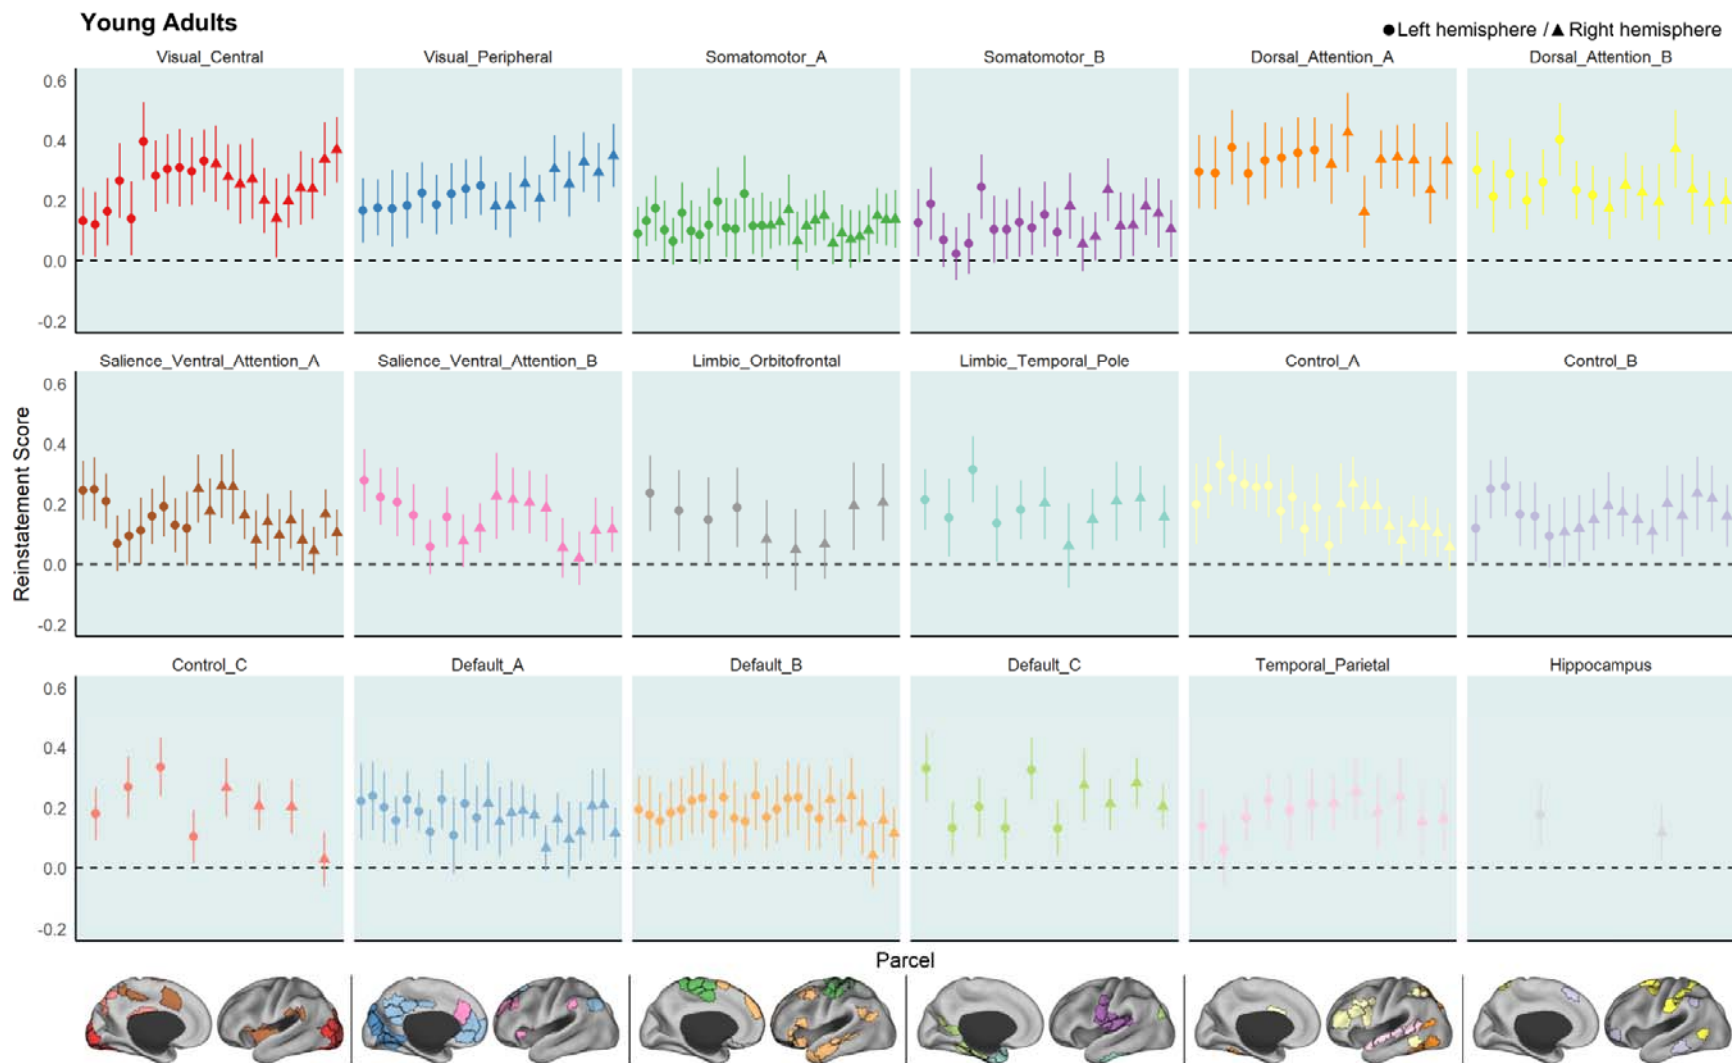 Young Adults
●Left hemisphere /▲Right hemisphere
Visual_Central Visual_Peripheral Somatomotor_A Somatomotor_B Dorsal_Attention_A Dorsal_Attention_B
0.6
0.4
0.2
0.0
-0.2
Salience_Ventral_Attention_A Salience_Ventral_Attention_B Limbic_Orbitofrontal Limbic_Temporal_Pole Control_A Control_B
0.6
0.4
0.2
0.0
-0.2
Reinstatement Score
Control_C Default_A Default_B Default_C Temporal_Parietal Hippocampus
0.6
0.4
0.2
0.0
-0.2
Parcel